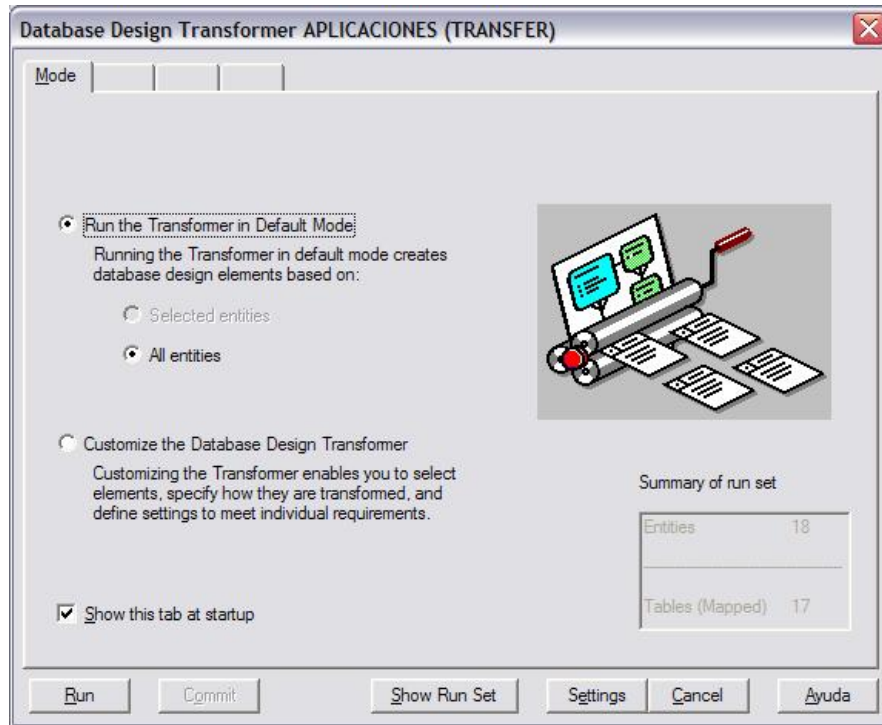 Database Design Transformer APLICACIONES (TRANSFER)
Mode
Run the Transformer in Default Mode
Running the Transformer in default mode creates
database design elements based on:
Selected entities
All entities
Customize the Database Design Transformer
Customizing the Transformer enables you to select
elements, specify how they are transformed, and
define settings to meet individual requirements.
Summary of run set
Entities 18
Tables (Mapped) 17
Show this tab at startup
Run Commit Show Run Set Settings Cancel Ayuda